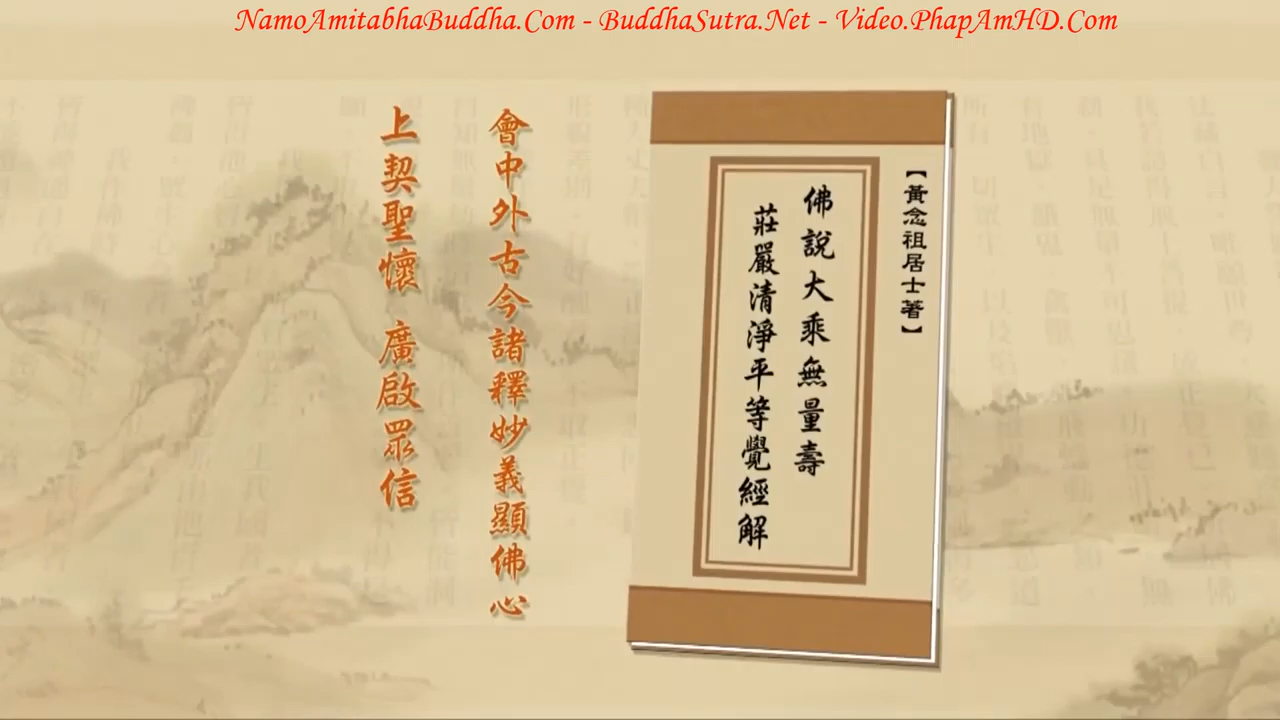 NamoAmitabhaBuddha.Com - BuddhaSutra.Net - Video.PhapAmHD.Com
【黃念祖居士著】
佛說大乘無量壽
莊嚴清淨平等覺經解
會中外古今諸釋妙義顯佛心
上契聖懷 廣啟眾信